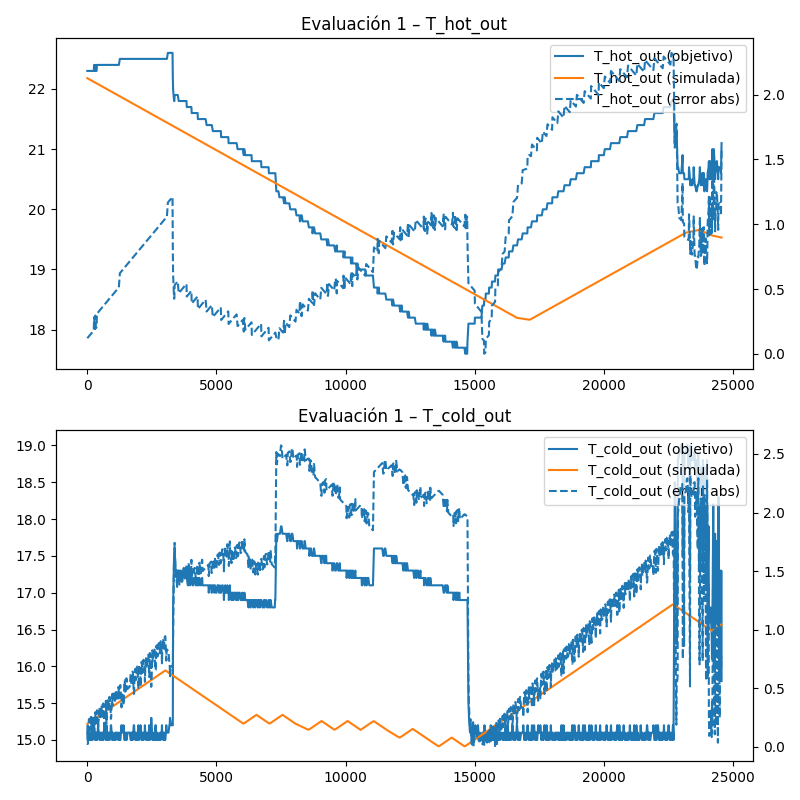 Evaluación 1 – T_hot_out
T_hot_out (objetivo)
T_hot_out (simulada)
T_hot_out (error abs)
22
21
20
19
18
2.0
1.5
1.0
0.5
0.0
0 5000 10000 15000 20000 25000
Evaluación 1 – T_cold_out
T_cold_out (objetivo)
T_cold_out (simulada)
T_cold_out (error abs)
19.0
18.5
18.0
17.5
17.0
16.5
16.0
15.5
15.0
2.5
2.0
1.5
1.0
0.5
0.0
0 5000 10000 15000 20000 25000